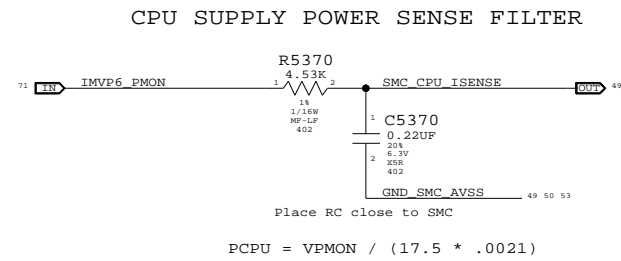 CPU SUPPLY POWER SENSE FILTER
R5370
4.53K
71 IN IMVP6_PMON 1 2 SMC_CPU_ISENSE OUT 49
1%
1/16W
MF-LF
402
1 C5370
0.22UF
20%
6.3V
2 X5R
402
GND_SMC_AVSS 49 50 53
Place RC close to SMC
PCPU = VPMON / (17.5 * .0021)